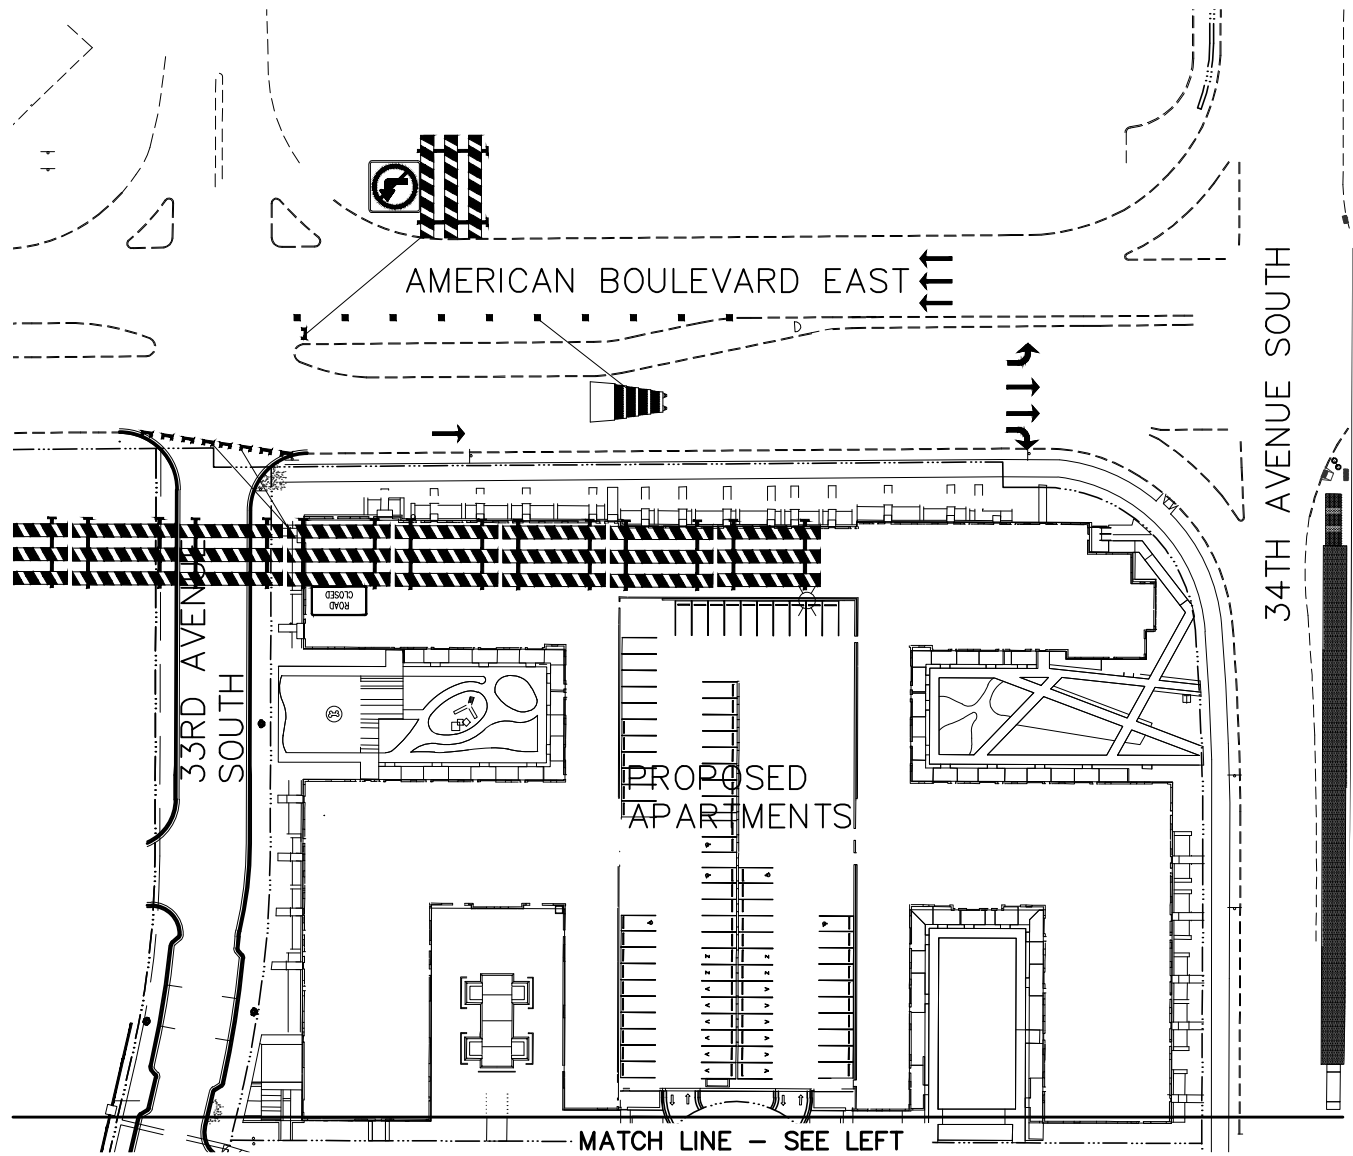 AMERICAN BOULEVARD EAST
34TH AVENUE SOUTH
ROAD
CLOSED
33RD AVENUE
SOUTH
PROPOSED
APARTMENTS
MATCH LINE – SEE LEFT